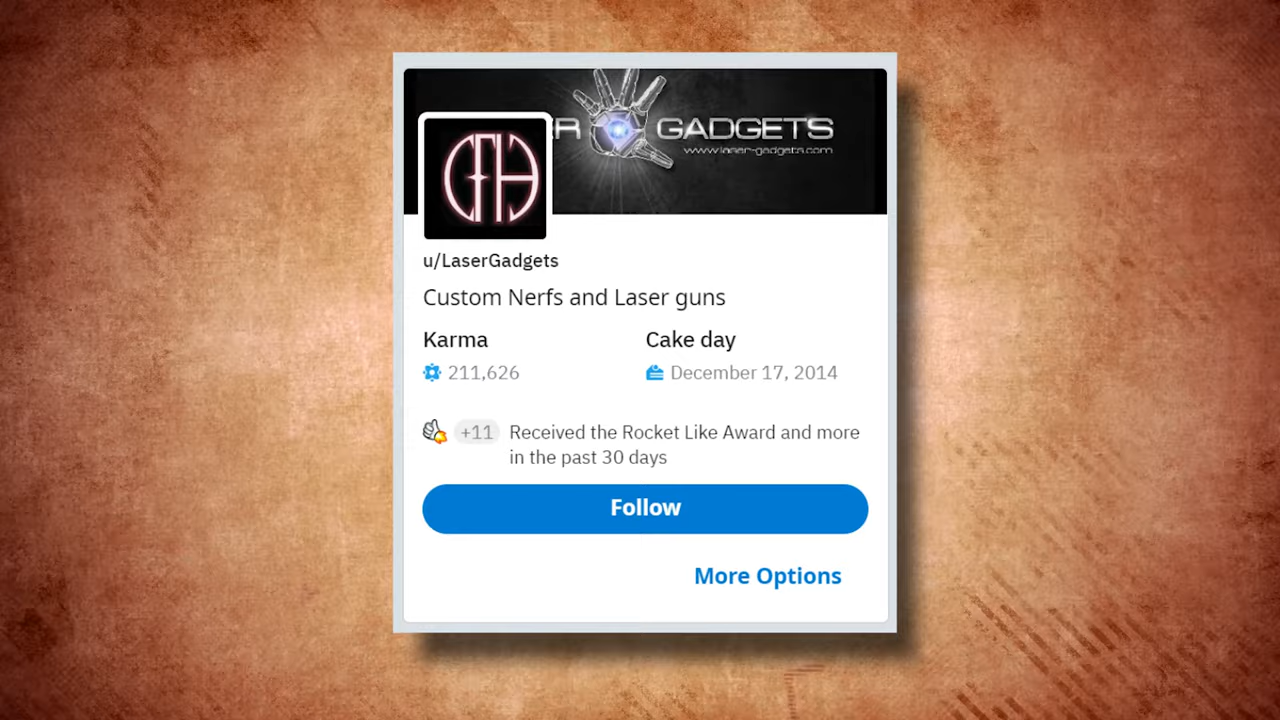 GADGETS
www.laser-gadgets.com
CFH
u/LaserGadgets
Custom Nerfs and Laser guns
Karma
Cake day
211,626
December 17, 2014
+11
Received the Rocket Like Award and more
in the past 30 days
Follow
More Options